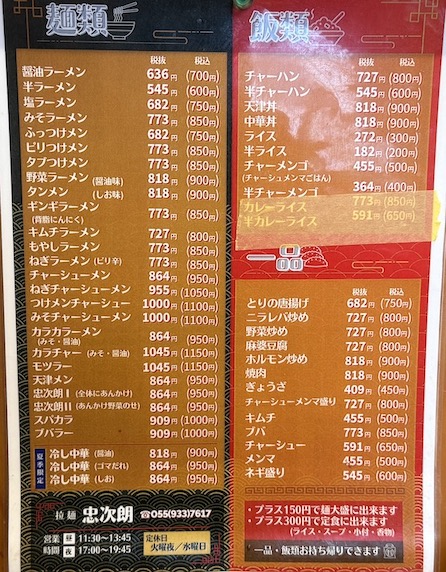 麺類
税抜 税込
醤油ラーメン 636円 (700円)
半ラーメン 545円 (600円)
塩ラーメン 682円 (750円)
みそラーメン 773円 (850円)
ふっつけメン 682円 (750円)
ピリつけメン 773円 (850円)
タブつけメン 773円 (850円)
野菜ラーメン (醤油味) 818円 (900円)
タンメン (しお味) 818円 (900円)
ギンギラーメン 773円 (850円)
(背脂にんにく)
キムチラーメン 727円 (800円)
もやしラーメン 773円 (850円)
ねぎラーメン (ピリ辛) 773円 (850円)
チャーシューメン 864円 (950円)
ねぎチャーシューメン 955円 (1050円)
つけメンチャーシュー 1000円 (1100円)
みそチャーシューメン 1000円 (1100円)
カラカラーメン 864円 (950円)
(みそ・醤油)
カラチャー (みそ・醤油) 1045円 (1150円)
モツラー 1045円 (1150円)
天津メン 864円 (950円)
忠次朗Ⅰ (全体にあんかけ) 864円 (950円)
忠次朗Ⅱ (あんかけ野菜のせ) 864円 (950円)
スパカラ 909円 (1000円)
ブパラー 909円 (1000円)
夏季限定
冷し中華 (醤油) 818円 (900円)
冷し中華 (ゴマだれ) 864円 (950円)
冷し中華 (しお) 864円 (950円)
拉麺 忠次朗 ☎055(933)7617
営業時間 昼 11:30〜13:45
夜 17:00〜19:45
定休日
火曜夜/水曜日
飯類
税抜 税込
チャーハン 727円 (800円)
半チャーハン 545円 (600円)
天津丼 818円 (900円)
中華丼 818円 (900円)
ライス 272円 (300円)
半ライス 182円 (200円)
チャーメンゴ 455円 (500円)
(チャーシュメンマごはん)
半チャーメンゴ 364円 (400円)
カレーライス 773円 (850円)
半カレーライス 591円 (650円)
一品
税抜 税込
とりの唐揚げ 682円 (750円)
ニラレバ炒め 727円 (800円)
野菜炒め 727円 (800円)
麻婆豆腐 727円 (800円)
ホルモン炒め 818円 (900円)
焼肉 818円 (900円)
ぎょうざ 409円 (450円)
チャーシューメンマ盛り 727円 (800円)
キムチ 455円 (500円)
ブパ 773円 (850円)
チャーシュー 591円 (650円)
メンマ 455円 (500円)
ネギ盛り 545円 (600円)
・プラス150円で麺大盛に出来ます
・プラス300円で定食に出来ます
(ライス・スープ・小付・香物)
一品・飯類お持ち帰りできます